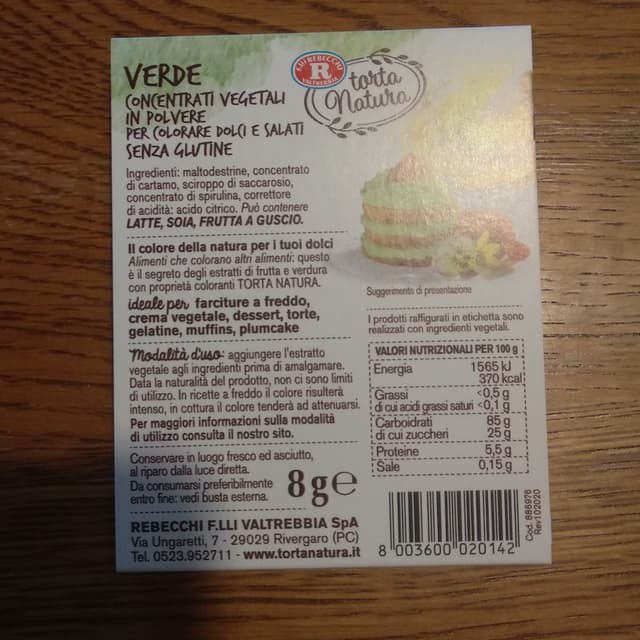 VERDE
CONCENTRATI VEGETALI
IN POLVERE
PER COLORARE DOLCI E SALATI
SENZA GLUTINE
F.LLI REBECCHI
R
VALTREBBIA
torta
Natura
Ingredienti: maltodestrine, concentrato
di cartamo, sciroppo di saccarosio,
concentrato di spirulina, correttore
di acidità: acido citrico. Può contenere
LATTE, SOIA, FRUTTA A GUSCIO.
Il colore della natura per i tuoi dolci
Alimenti che colorano altri alimenti: questo
è il segreto degli estratti di frutta e verdura
con proprietà coloranti TORTA NATURA.
ideale per farciture a freddo,
crema vegetale, dessert, torte,
gelatine, muffins, plumcake
Modalità d'uso: aggiungere l'estratto
vegetale agli ingredienti prima di amalgamare.
Data la naturalità del prodotto, non ci sono limiti
di utilizzo. In ricette a freddo il colore risulterà
intenso, in cottura il colore tenderà ad attenuarsi.
Per maggiori informazioni sulla modalità
di utilizzo consulta il nostro sito.
Conservare in luogo fresco ed asciutto,
al riparo dalla luce diretta.
Da consumarsi preferibilmente
entro fine: vedi busta esterna.
8 g e
REBECCHI F.LLI VALTREBBIA SpA
Via Ungaretti, 7 - 29029 Rivergaro (PC)
Tel. 0523.952711 - www.tortanatura.it
Suggerimento di presentazione
I prodotti raffigurati in etichetta sono
realizzati con ingredienti vegetali.
VALORI NUTRIZIONALI PER 100 g
Energia 1565 kJ
370 kcal
Grassi <0,5 g
di cui acidi grassi saturi <0,1 g
Carboidrati 85 g
di cui zuccheri 25 g
Proteine 5,5 g
Sale 0,15 g
8 003600 020142
Cod. 886976
Rev102020